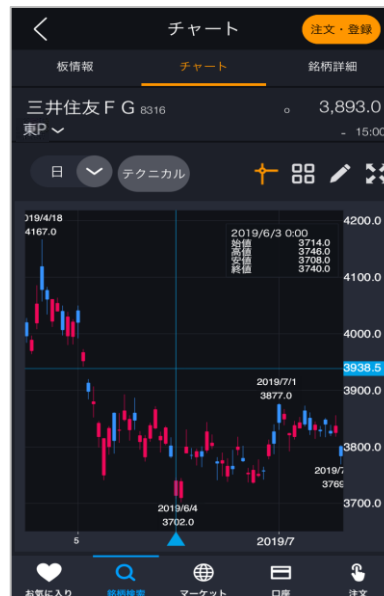 チャート
注文・登録
板情報
チャート
銘柄詳細
三井住友ＦＧ 8316
3,893.0
東P
- 15:00
日
テクニカル
2019/4/18
4167.0
2019/6/3 0:00
始値 3714.0
高値 3746.0
安値 3708.0
終値 3740.0
4200.0
4100.0
4000.0
3938.5
3900.0
2019/7/1
3877.0
3800.0
2019/7
3769
3700.0
2019/6/4
3702.0
5
2019/7
お気に入り
銘柄検索
マーケット
口座
注文